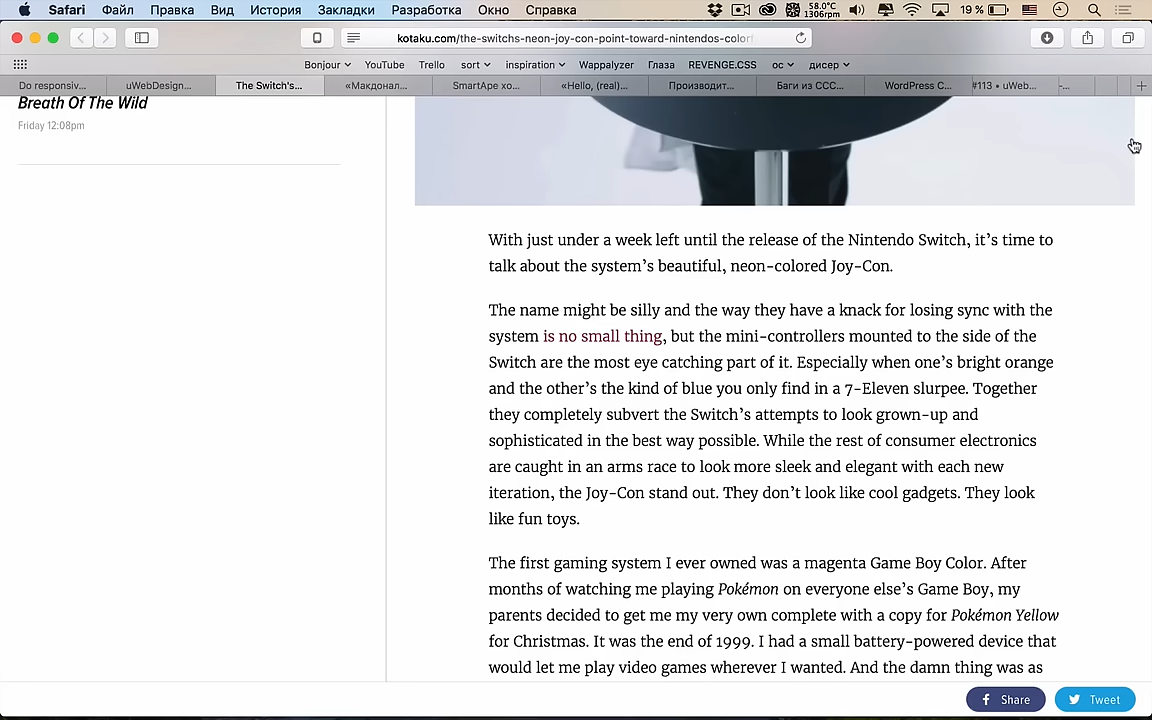 Safari Файл Правка Вид История Закладки Разработка Окно Справка 58.0°C 1306rpm 19 %
kotaku.com/the-switchs-neon-joy-con-point-toward-nintendos-color
Bonjour YouTube Trello sort inspiration Wappalyzer Глаза REVENGE.CSS ос дисер
Do responsiv... uWebDesign... The Switch's... «Макдонал... SmartApe хо... «Hello, (real)... Производит... Баги из ССС... WordPress C... #113 • uWeb... -...
Breath Of The Wild
Friday 12:08pm
With just under a week left until the release of the Nintendo Switch, it's time to
talk about the system's beautiful, neon-colored Joy-Con.
The name might be silly and the way they have a knack for losing sync with the
system is no small thing, but the mini-controllers mounted to the side of the
Switch are the most eye catching part of it. Especially when one's bright orange
and the other's the kind of blue you only find in a 7-Eleven slurpee. Together
they completely subvert the Switch's attempts to look grown-up and
sophisticated in the best way possible. While the rest of consumer electronics
are caught in an arms race to look more sleek and elegant with each new
iteration, the Joy-Con stand out. They don't look like cool gadgets. They look
like fun toys.
The first gaming system I ever owned was a magenta Game Boy Color. After
months of watching me playing Pokémon on everyone else's Game Boy, my
parents decided to get me my very own complete with a copy for Pokémon Yellow
for Christmas. It was the end of 1999. I had a small battery-powered device that
would let me play video games wherever I wanted. And the damn thing was as
Share Tweet